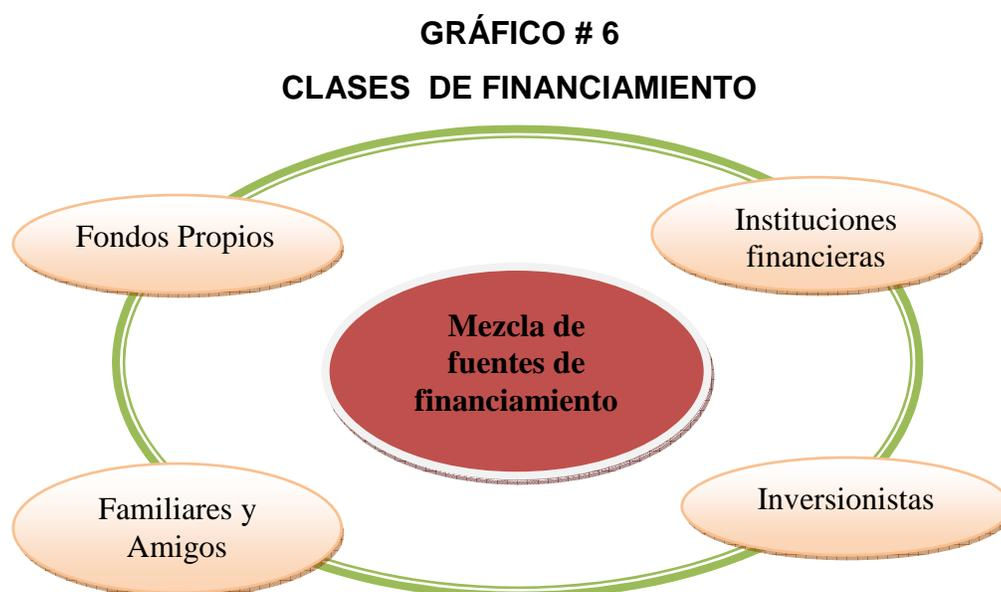 GRÁFICO # 6
CLASES DE FINANCIAMIENTO
Fondos Propios
Instituciones
financieras
Mezcla de
fuentes de
financiamiento
Familiares y
Amigos
Inversionistas